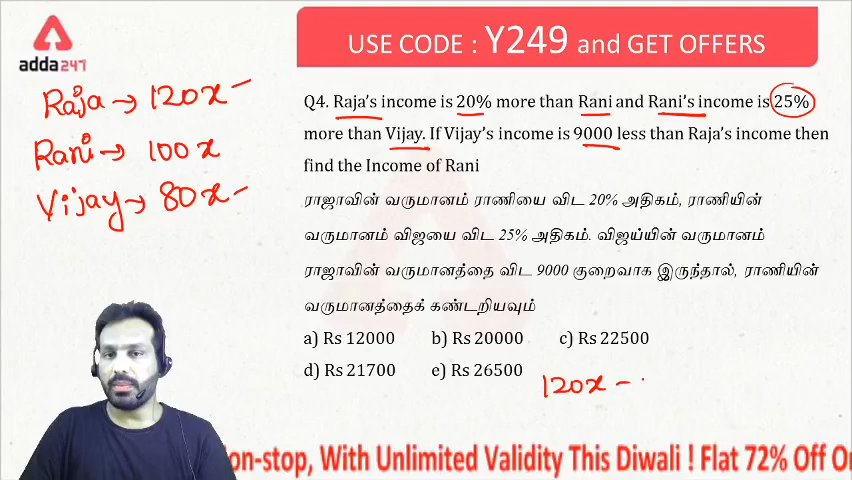 adda247
USE CODE : Y249 and GET OFFERS
Raja → 120x –
Rani → 100x
Vijay → 80x –
Q4. Raja's income is 20% more than Rani and Rani's income is 25%
more than Vijay. If Vijay's income is 9000 less than Raja's income then
find the Income of Rani
ராஜாவின் வருமானம் ராணியை விட 20% அதிகம், ராணியின்
வருமானம் விஜயை விட 25% அதிகம். விஜய்யின் வருமானம்
ராஜாவின் வருமானத்தை விட 9000 குறைவாக இருந்தால், ராணியின்
வருமானத்தைக் கண்டறியவும்
a) Rs 12000 b) Rs 20000 c) Rs 22500
d) Rs 21700 e) Rs 26500
120x –
on-stop, With Unlimited Validity This Diwali ! Flat 72% Off O